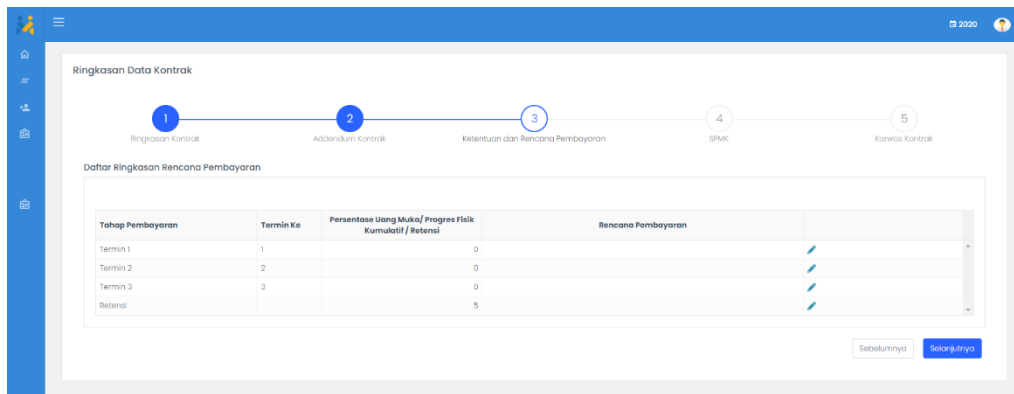 2020
Ringkasan Data Kontrak
1 2 3 4 5
Ringkasan Kontrak Addendum Kontrak Ketentuan dan Rencana Pembayaran SPMK Karwas Kontrak
Daftar Ringkasan Rencana Pembayaran
Tahap Pembayaran Termin Ke Persentase Uang Muka/ Progres Fisik Rencana Pembayaran
Kumulatif / Retensi
Termin 1 1 0
Termin 2 2 0
Termin 3 3 0
Retensi 5
Sebelumnya Selanjutnya